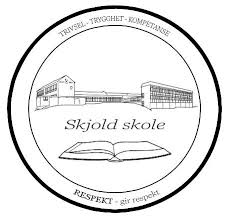 TRIVSEL - TRYGGHET - KOMPETANSE
Skjold skole
RESPEKT - gir respekt